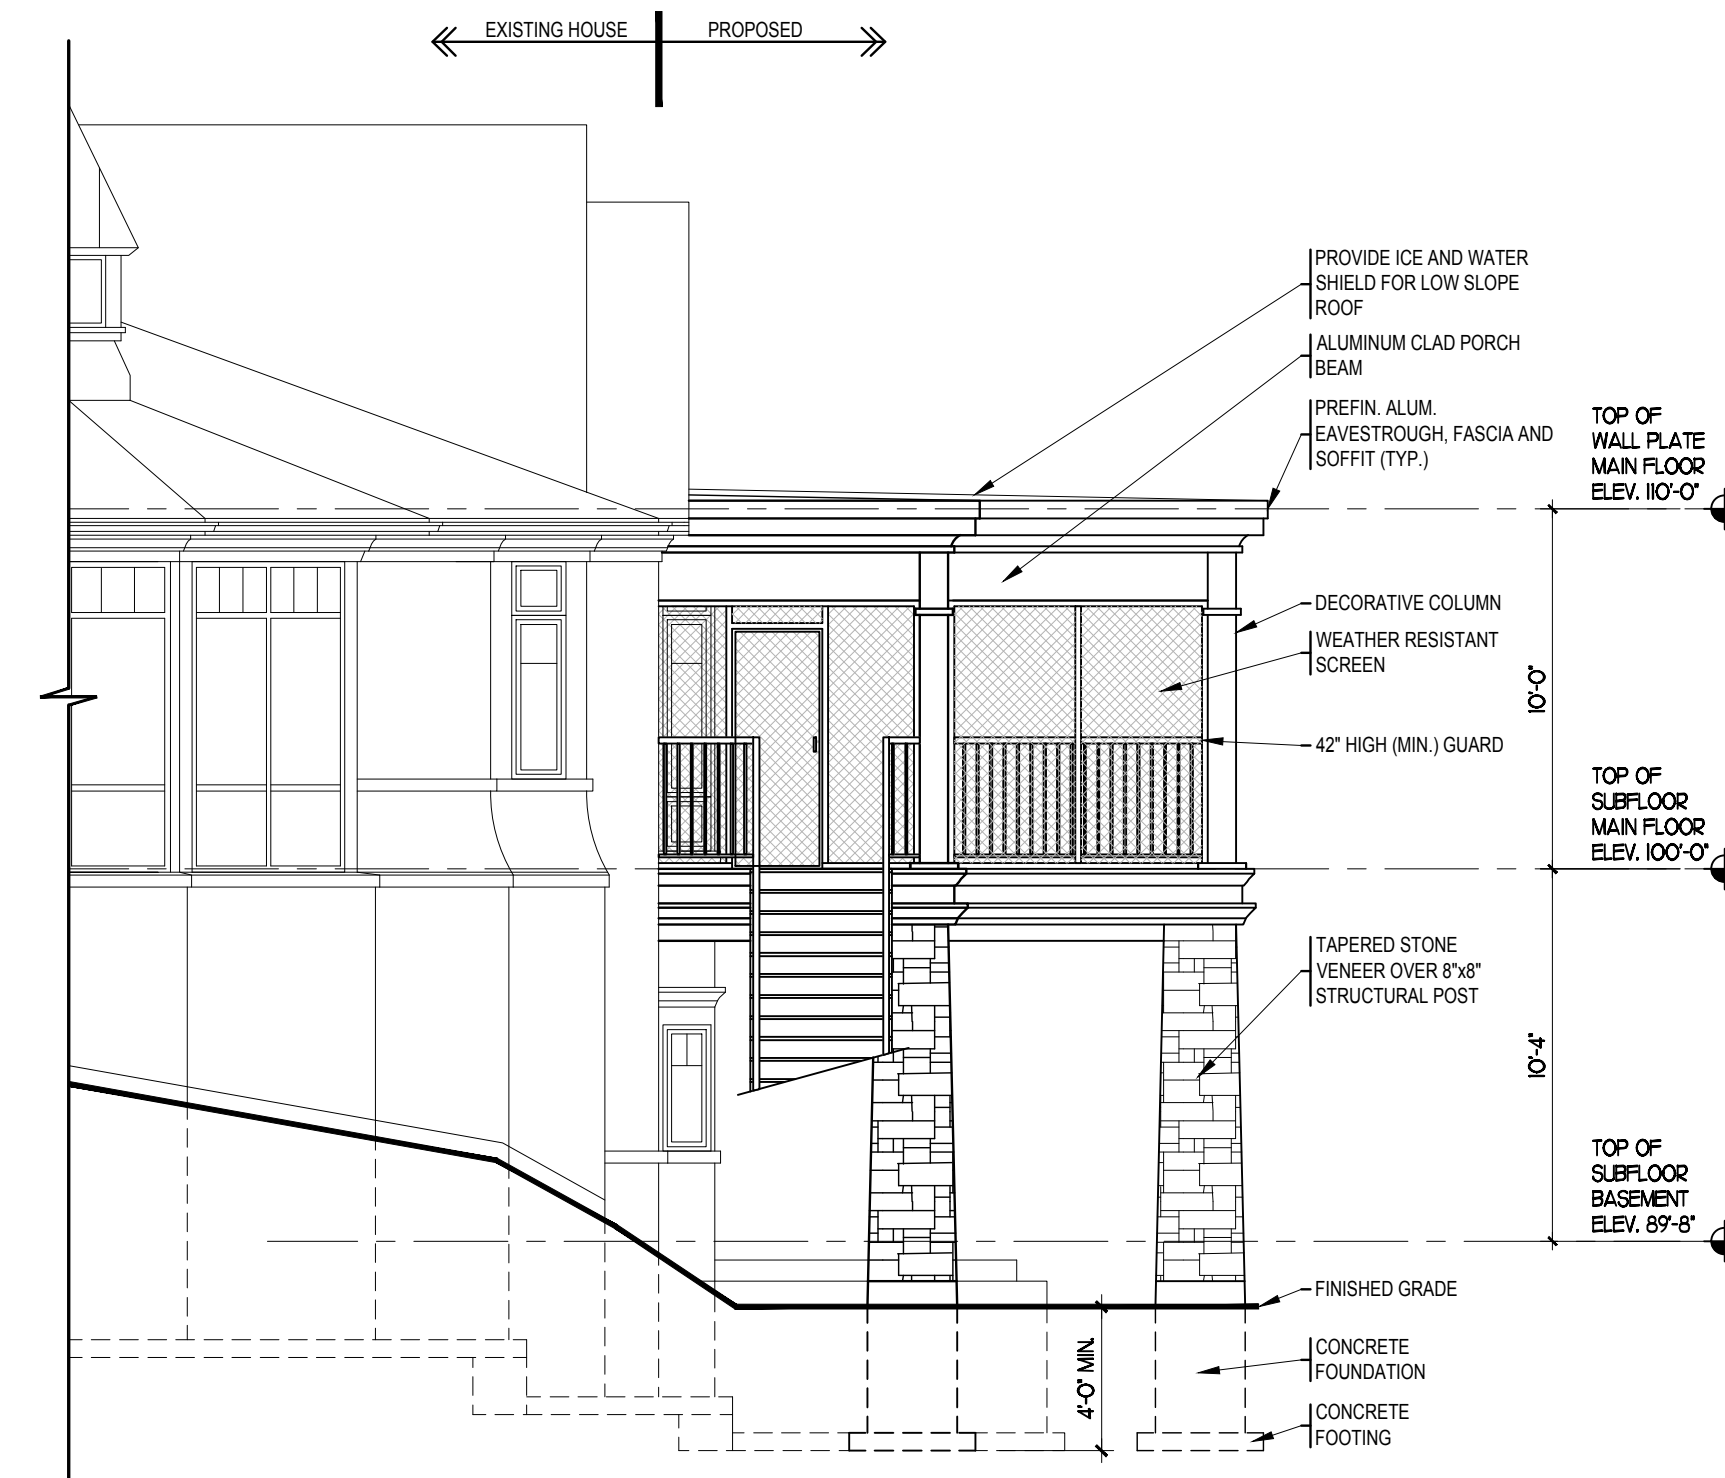 EXISTING HOUSE
PROPOSED
PROVIDE ICE AND WATER
SHIELD FOR LOW SLOPE
ROOF
ALUMINUM CLAD PORCH
BEAM
PREFIN. ALUM.
EAVESTROUGH, FASCIA AND
SOFFIT (TYP.)
TOP OF
WALL PLATE
MAIN FLOOR
ELEV. 110'-0"
DECORATIVE COLUMN
WEATHER RESISTANT
SCREEN
10'-0"
42" HIGH (MIN.) GUARD
TOP OF
SUBFLOOR
MAIN FLOOR
ELEV. 100'-0"
TAPERED STONE
VENEER OVER 8"x8"
STRUCTURAL POST
10'-4"
TOP OF
SUBFLOOR
BASEMENT
ELEV. 89'-8"
FINISHED GRADE
4'-0" MIN.
CONCRETE
FOUNDATION
CONCRETE
FOOTING